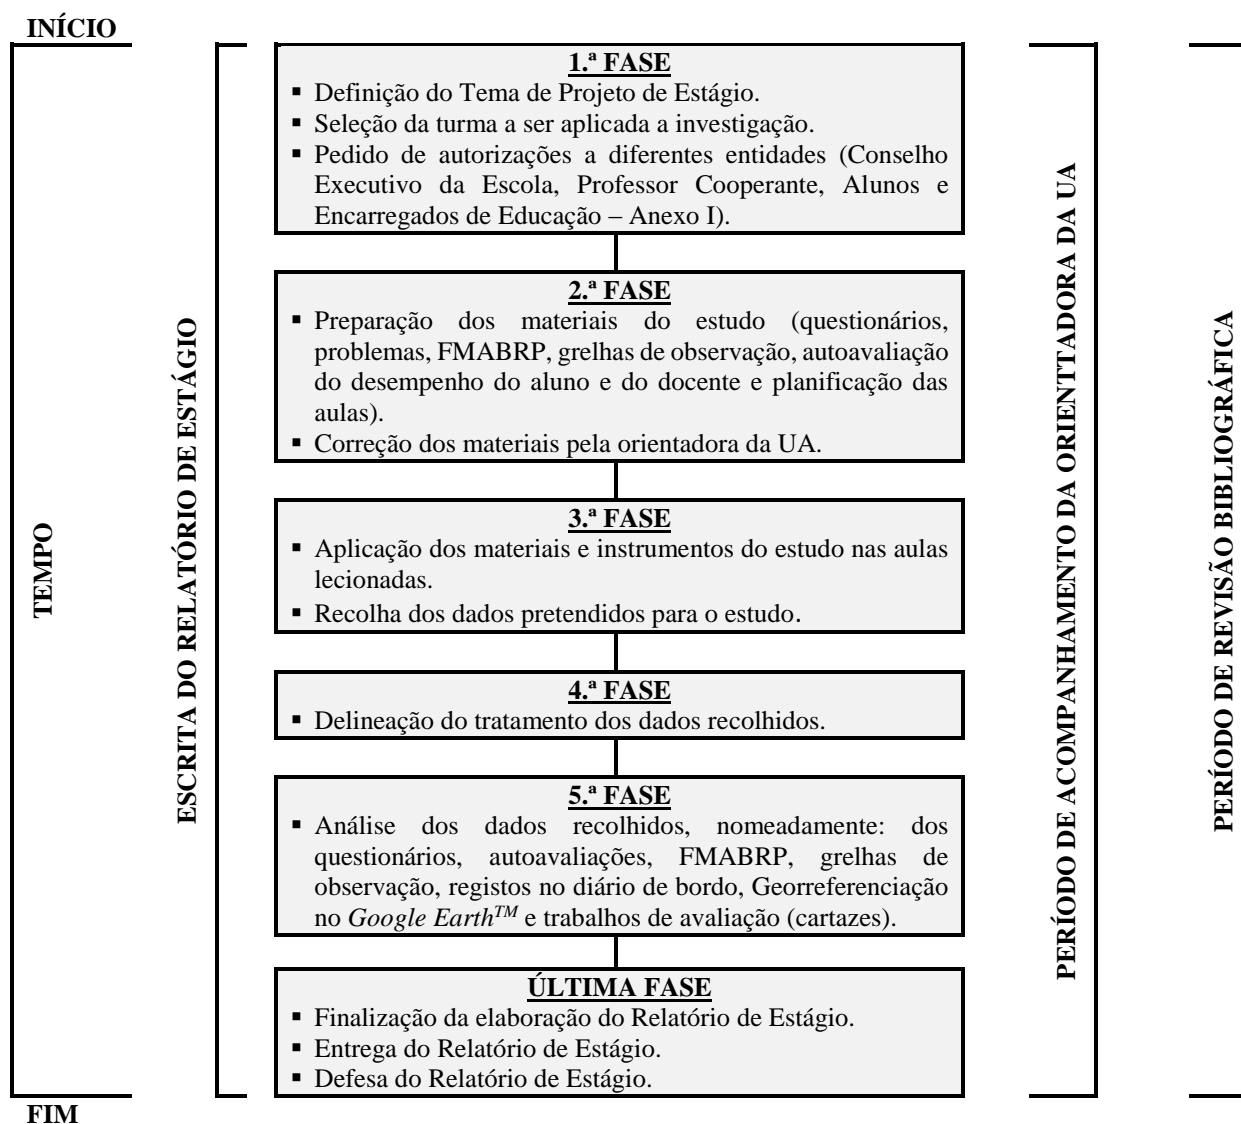 INÍCIO
TEMPO
ESCRITA DO RELATÓRIO DE ESTÁGIO
1.ª FASE
▪ Definição do Tema de Projeto de Estágio.
▪ Seleção da turma a ser aplicada a investigação.
▪ Pedido de autorizações a diferentes entidades (Conselho
Executivo da Escola, Professor Cooperante, Alunos e
Encarregados de Educação – Anexo I).
2.ª FASE
▪ Preparação dos materiais do estudo (questionários,
problemas, FMABRP, grelhas de observação, autoavaliação
do desempenho do aluno e do docente e planificação das
aulas).
▪ Correção dos materiais pela orientadora da UA.
3.ª FASE
▪ Aplicação dos materiais e instrumentos do estudo nas aulas
lecionadas.
▪ Recolha dos dados pretendidos para o estudo.
4.ª FASE
▪ Delineação do tratamento dos dados recolhidos.
5.ª FASE
▪ Análise dos dados recolhidos, nomeadamente: dos
questionários, autoavaliações, FMABRP, grelhas de
observação, registos no diário de bordo, Georreferenciação
no Google Earth™ e trabalhos de avaliação (cartazes).
ÚLTIMA FASE
▪ Finalização da elaboração do Relatório de Estágio.
▪ Entrega do Relatório de Estágio.
▪ Defesa do Relatório de Estágio.
PERÍODO DE ACOMPANHAMENTO DA ORIENTTADORA DA UA
PERÍODO DE REVISÃO BIBLIOGRÁFICA
FIM